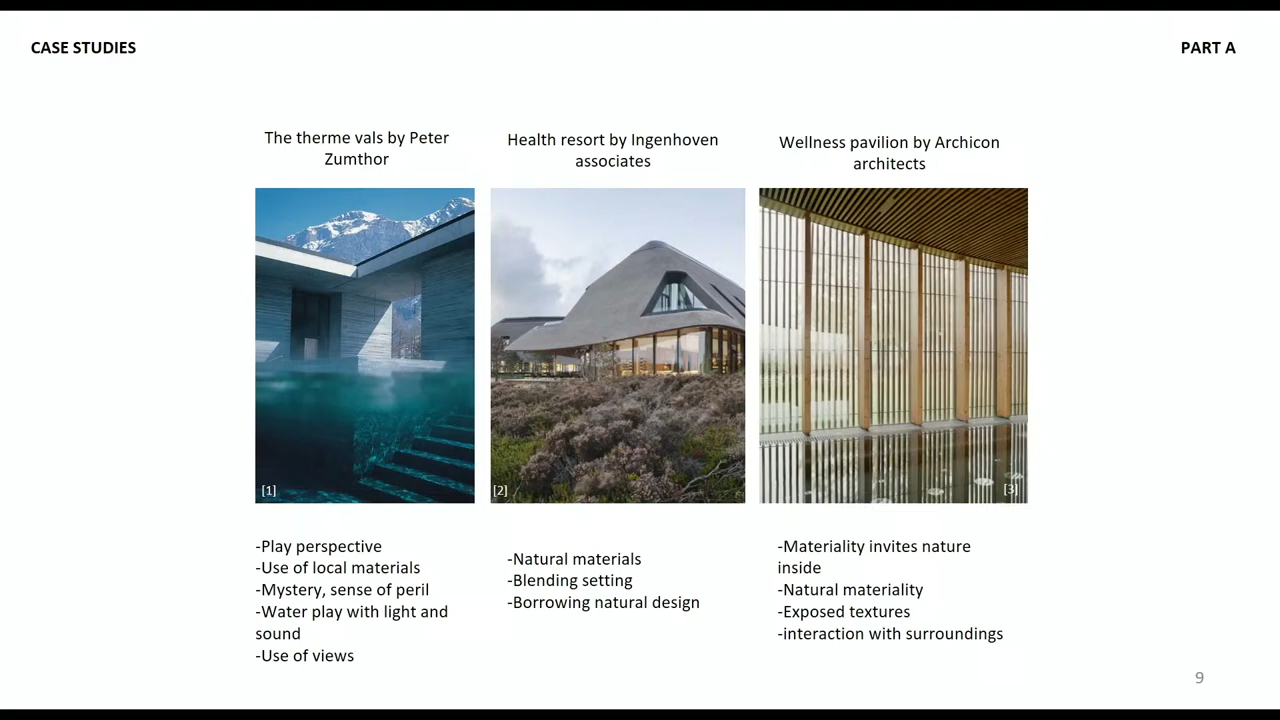 CASE STUDIES
PART A
The therme vals by Peter
Zumthor
Health resort by Ingenhoven
associates
Wellness pavilion by Archicon
architects
[1]
[2]
[3]
-Play perspective
-Use of local materials
-Mystery, sense of peril
-Water play with light and
sound
-Use of views
-Natural materials
-Blending setting
-Borrowing natural design
-Materiality invites nature
inside
-Natural materiality
-Exposed textures
-interaction with surroundings
9